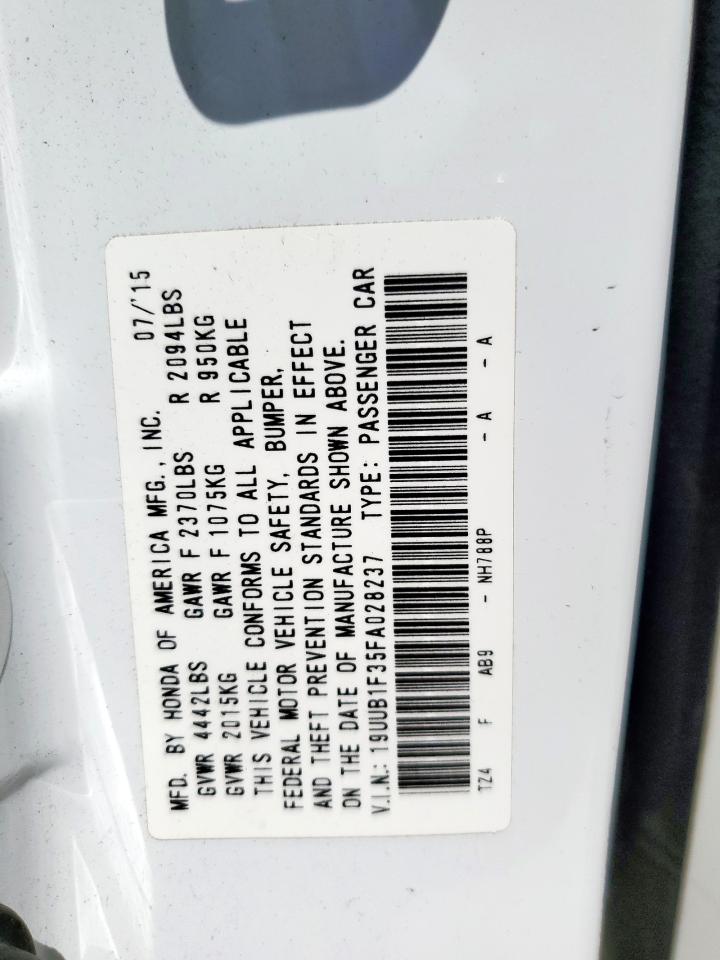 MFD. BY HONDA OF AMERICA MFG., INC. 07/'15
GVWR 4442LBS GAWR F 2370LBS R 2094LBS
GVWR 2015KG GAWR F 1075KG R 950KG
THIS VEHICLE CONFORMS TO ALL APPLICABLE
FEDERAL MOTOR VEHICLE SAFETY, BUMPER,
AND THEFT PREVENTION STANDARDS IN EFFECT
ON THE DATE OF MANUFACTURE SHOWN ABOVE.
V.I.N.: 19UUB1F35FA028237 TYPE: PASSENGER CAR
TZ4 F AB9 - NH788P - A - A